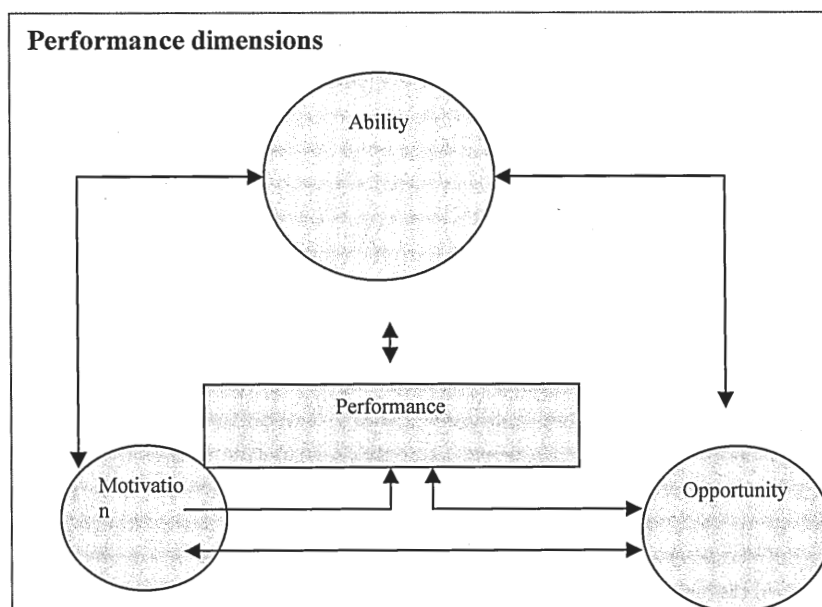 Performance dimensions
Ability
Performance
Motivatio
n
Opportunity